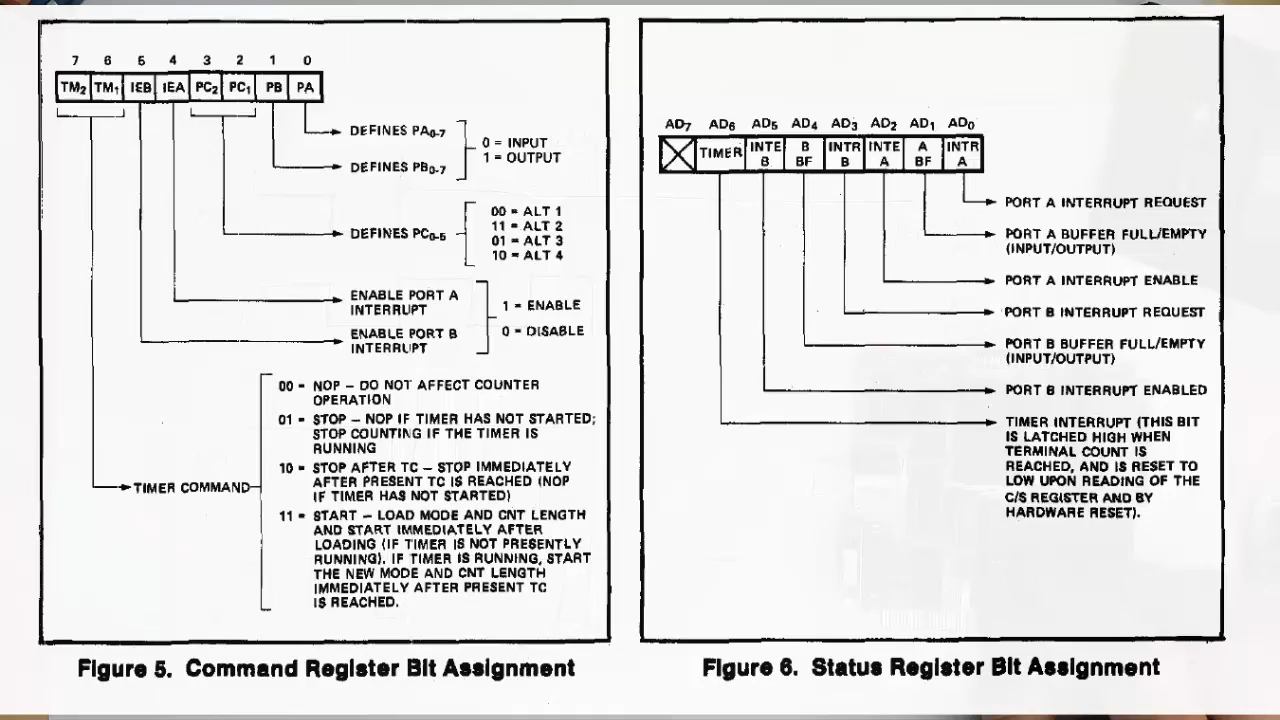 7 6 5 4 3 2 1 0
TM2 TM1 IEB IEA PC2 PC1 PB PA
DEFINES PA0-7
DEFINES PB0-7
0 = INPUT
1 = OUTPUT
DEFINES PC0-5
00 = ALT 1
11 = ALT 2
01 = ALT 3
10 = ALT 4
ENABLE PORT A
INTERRUPT
ENABLE PORT B
INTERRUPT
1 = ENABLE
0 = DISABLE
TIMER COMMAND
00 = NOP – DO NOT AFFECT COUNTER
OPERATION
01 = STOP – NOP IF TIMER HAS NOT STARTED;
STOP COUNTING IF THE TIMER IS
RUNNING
10 = STOP AFTER TC – STOP IMMEDIATELY
AFTER PRESENT TC IS REACHED (NOP
IF TIMER HAS NOT STARTED)
11 = START – LOAD MODE AND CNT LENGTH
AND START IMMEDIATELY AFTER
LOADING (IF TIMER IS NOT PRESENTLY
RUNNING). IF TIMER IS RUNNING, START
THE NEW MODE AND CNT LENGTH
IMMEDIATELY AFTER PRESENT TC
IS REACHED.
Figure 5. Command Register Bit Assignment
AD7 AD6 AD5 AD4 AD3 AD2 AD1 AD0
TIMER INTE B B BF INTR B INTE A A BF INTR A
PORT A INTERRUPT REQUEST
PORT A BUFFER FULL/EMPTY
(INPUT/OUTPUT)
PORT A INTERRUPT ENABLE
PORT B INTERRUPT REQUEST
PORT B BUFFER FULL/EMPTY
(INPUT/OUTPUT)
PORT B INTERRUPT ENABLED
TIMER INTERRUPT (THIS BIT
IS LATCHED HIGH WHEN
TERMINAL COUNT IS
REACHED, AND IS RESET TO
LOW UPON READING OF THE
C/S REGISTER AND BY
HARDWARE RESET).
Figure 6. Status Register Bit Assignment